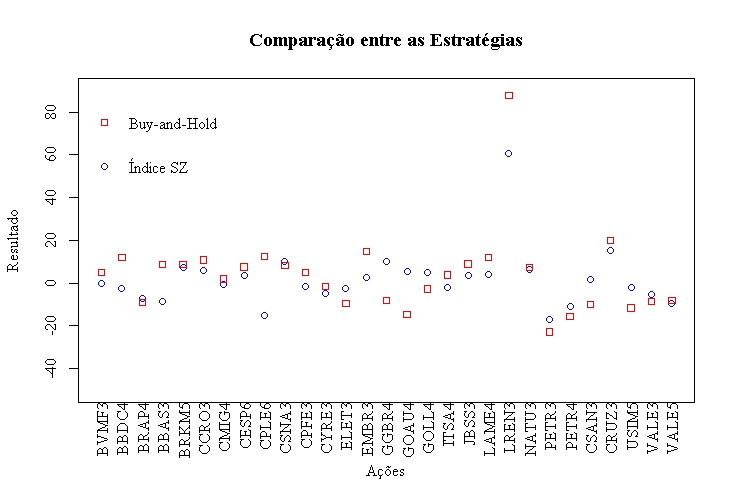 Comparação entre as Estratégias
Buy-and-Hold
Índice SZ
Resultado
80
60
40
20
0
-20
-40
BVMF3
BBDC4
BRAP4
BBAS3
BRKM5
CCRO3
CMIG4
CESP6
CPLE6
CSNA3
CPFE3
CYRE3
ELET3
EMBR3
GGBR4
GOAU4
GOLL4
ITSA4
JBSS3
LAME4
LREN3
NATU3
PETR3
PETR4
CSAN3
CRUZ3
USIM5
VALE3
VALE5
Ações